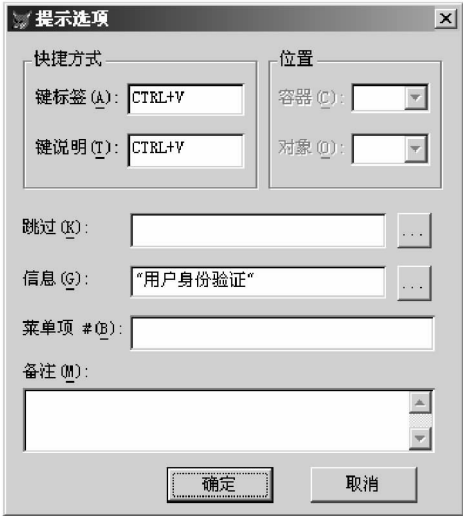 提示选项
快捷方式
键标签(A): CTRL+V
键说明(T): CTRL+V
位置
容器(C):
对象(O):
跳过(K): ...
信息(G): "用户身份验证" ...
菜单项 #(B):
备注(M):
确定 取消